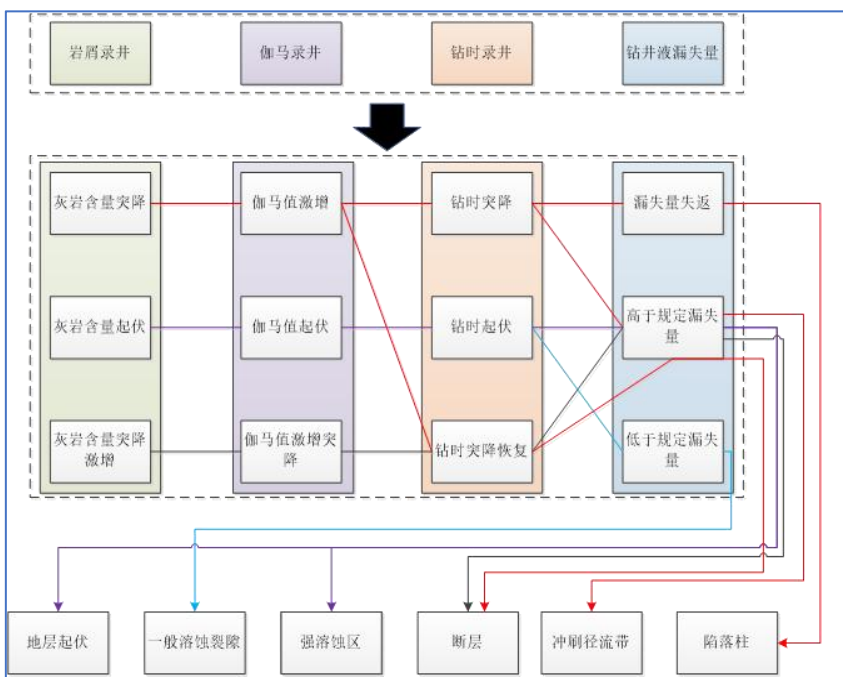 岩屑录井
伽马录井
钻时录井
钻井液漏失量
灰岩含量突降
伽马值激增
钻时突降
漏失量失返
灰岩含量起伏
伽马值起伏
钻时起伏
高于规定漏失
量
灰岩含量突降
激增
伽马值激增突
降
钻时突降恢复
低于规定漏失
量
地层起伏
一般溶蚀裂隙
强溶蚀区
断层
冲刷径流带
陷落柱